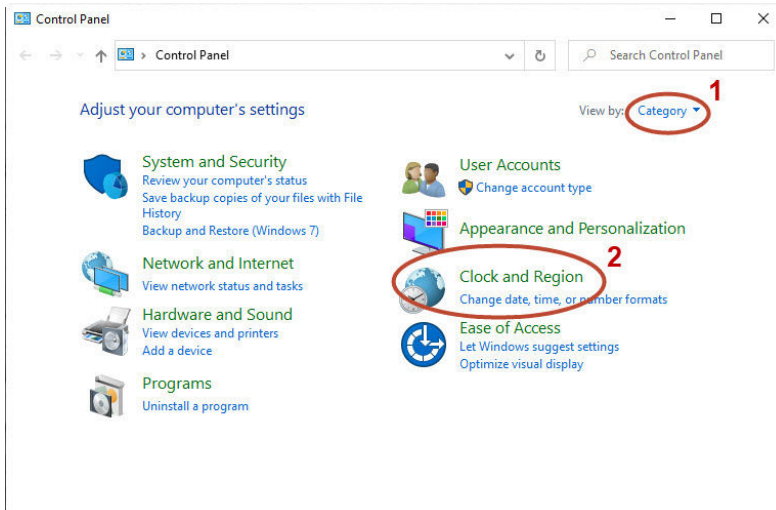 Control Panel
Control Panel
Search Control Panel
1
Adjust your computer's settings
View by: Category
System and Security
Review your computer's status
Save backup copies of your files with File
History
Backup and Restore (Windows 7)
Network and Internet
View network status and tasks
Hardware and Sound
View devices and printers
Add a device
Programs
Uninstall a program
User Accounts
Change account type
Appearance and Personalization
2
Clock and Region
Change date, time, or number formats
Ease of Access
Let Windows suggest settings
Optimize visual display